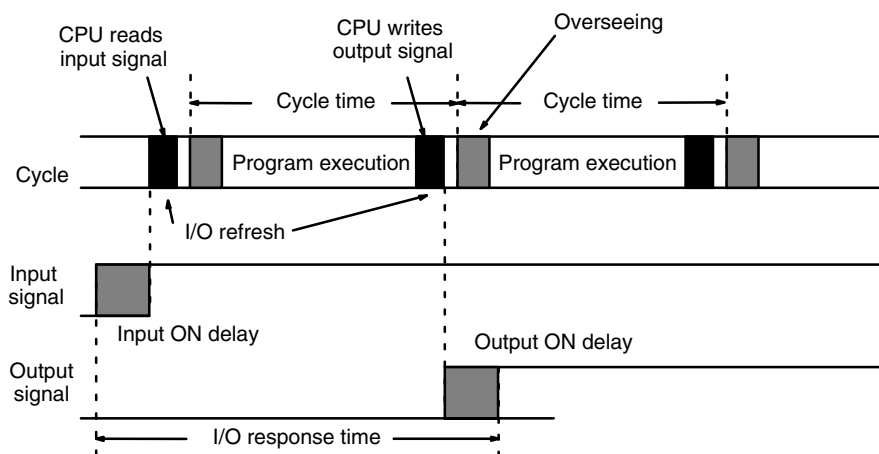 CPU reads
input signal
CPU writes
output signal
Overseeing
Cycle time
Cycle time
Cycle
Program execution
Program execution
I/O refresh
Input
signal
Input ON delay
Output ON delay
Output
signal
I/O response time